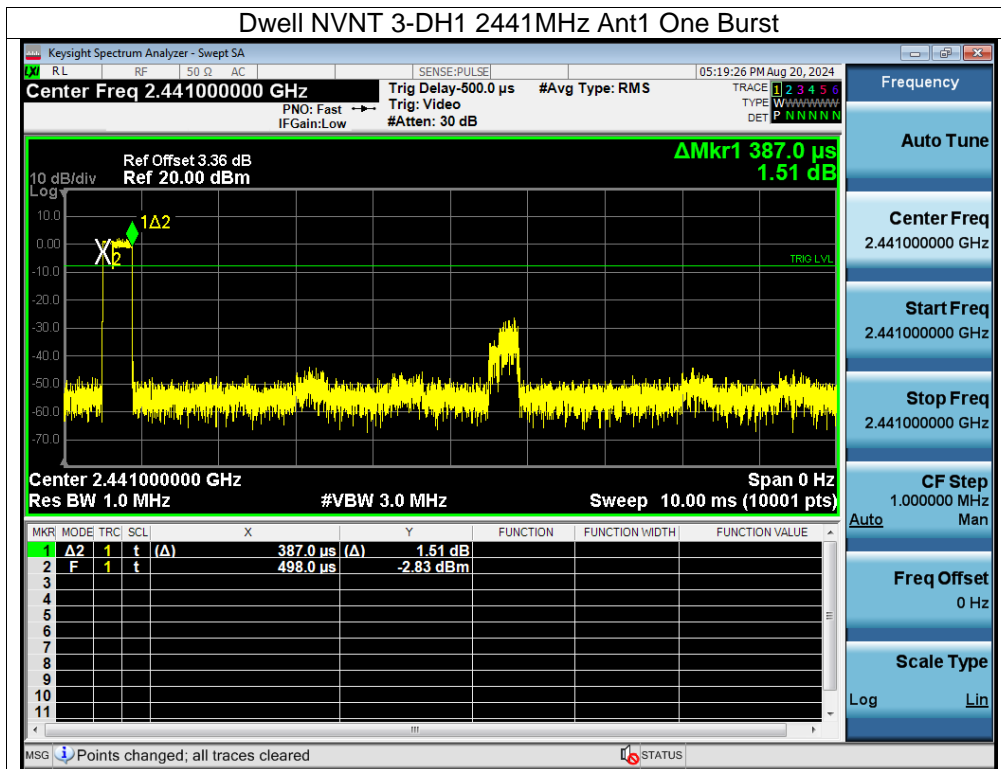 Dwell NVNT 3-DH1 2441MHz Ant1 One Burst
Keysight Spectrum Analyzer - Swept SA
LXI RL RF 50 Ω AC SENSE:PULSE 05:19:26 PM Aug 20, 2024
Center Freq 2.441000000 GHz Trig Delay-500.0 µs #Avg Type: RMS TRACE 1 2 3 4 5 6
PNO: Fast Trig: Video TYPE WWWWWWW
IFGain:Low #Atten: 30 dB DET P N N N N N
Frequency
Auto Tune
Center Freq
2.441000000 GHz
Start Freq
2.441000000 GHz
Stop Freq
2.441000000 GHz
CF Step
1.000000 MHz
Auto Man
Freq Offset
0 Hz
Scale Type
Log Lin
ΔMkr1 387.0 µs
1.51 dB
Ref Offset 3.36 dB
10 dB/div Ref 20.00 dBm
Log
10.0
0.00
-10.0
-20.0
-30.0
-40.0
-50.0
-60.0
-70.0
1Δ2
X2
TRIG LVL
Center 2.441000000 GHz Span 0 Hz
Res BW 1.0 MHz #VBW 3.0 MHz Sweep 10.00 ms (10001 pts)
MKR MODE TRC SCL X Y FUNCTION FUNCTION WIDTH FUNCTION VALUE
1 Δ2 1 t (Δ) 387.0 µs (Δ) 1.51 dB
2 F 1 t 498.0 µs -2.83 dBm
3
4
5
6
7
8
9
10
11
MSG Points changed; all traces cleared STATUS